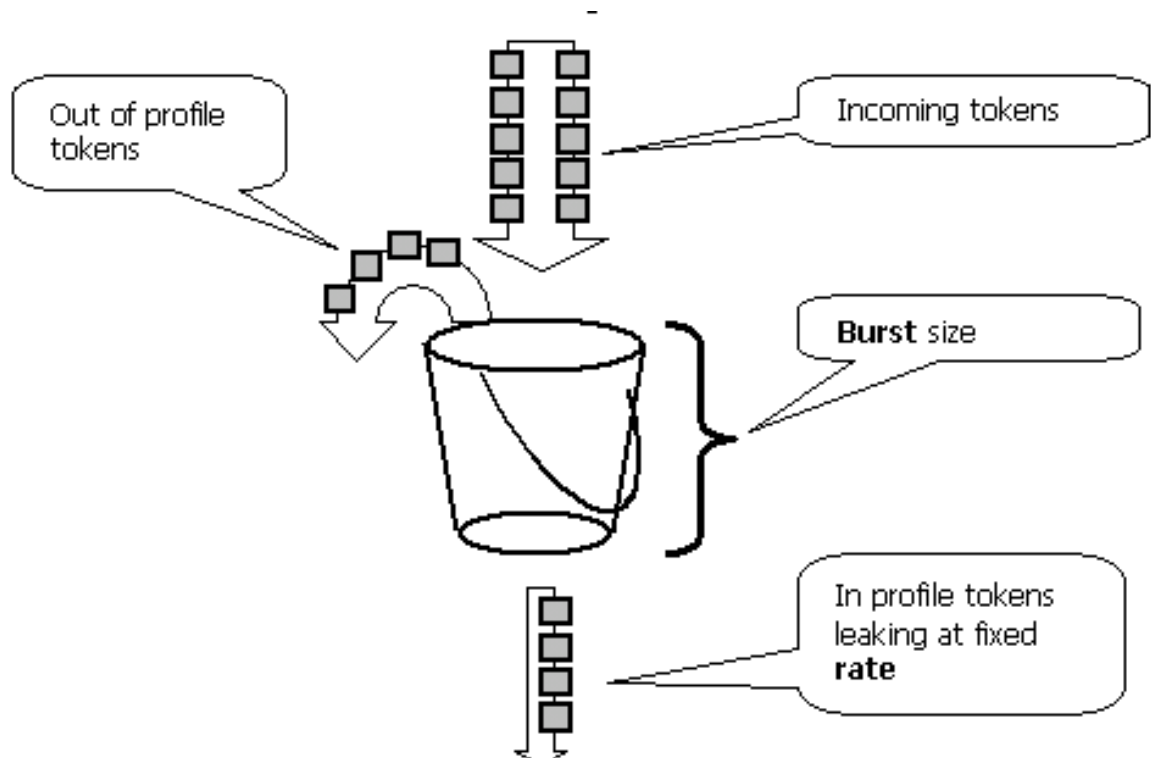 Out of profile
tokens
Incoming tokens
Burst size
In profile tokens
leaking at fixed
rate